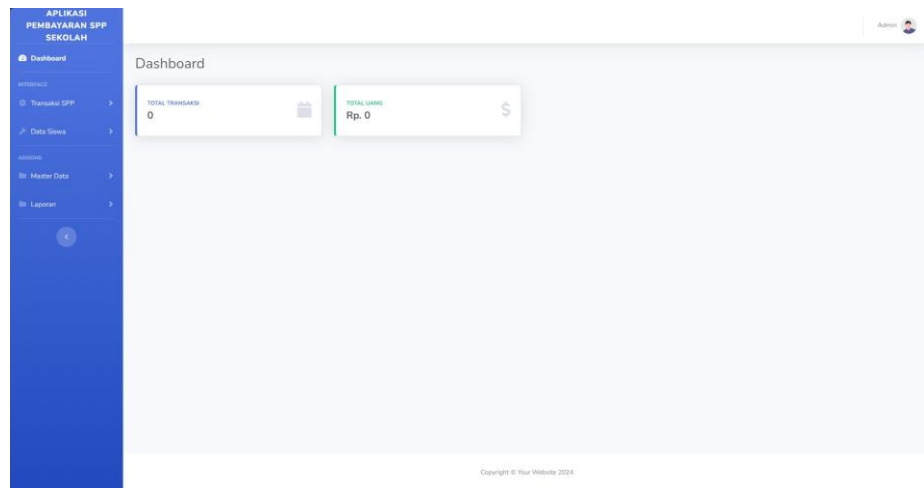 APLIKASI
PEMBAYARAN SPP
SEKOLAH
Dashboard
INTERFACE
Transaksi SPP
Data Siswa
ADDONS
Master Data
Laporan
Admin
Dashboard
TOTAL TRANSAKSI
0
TOTAL UANG
Rp. 0
Copyright © Your Website 2024